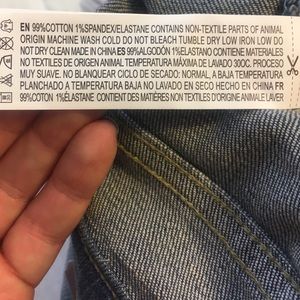 EN 99%COTTON 1%SPANDEX/ELASTANE CONTAINS NON-TEXTILE PARTS OF ANIMAL
ORIGIN MACHINE WASH COLD DO NOT BLEACH TUMBLE DRY LOW IRON LOW DO
NOT DRY CLEAN MADE IN CHINA ES 99%ALGODÓN 1%ELASTANO CONTIENE MATERIALES
NO TEXTILES DE ORIGEN ANIMAL TEMPERATURA MÁXIMA DE LAVADO 30OC. PROCESO
MUY SUAVE. NO BLANQUEAR CICLO DE SECADO: NORMAL, A BAJA TEMPERATURA
PLANCHADO A TEMPERATURA BAJA NO LAVADO EN SECO HECHO EN CHINA FR
99%COTON 1%ÉLASTANE CONTIENT DES MATIÈRES NON TEXTILES D'ORIGINE ANIMALE LAVER